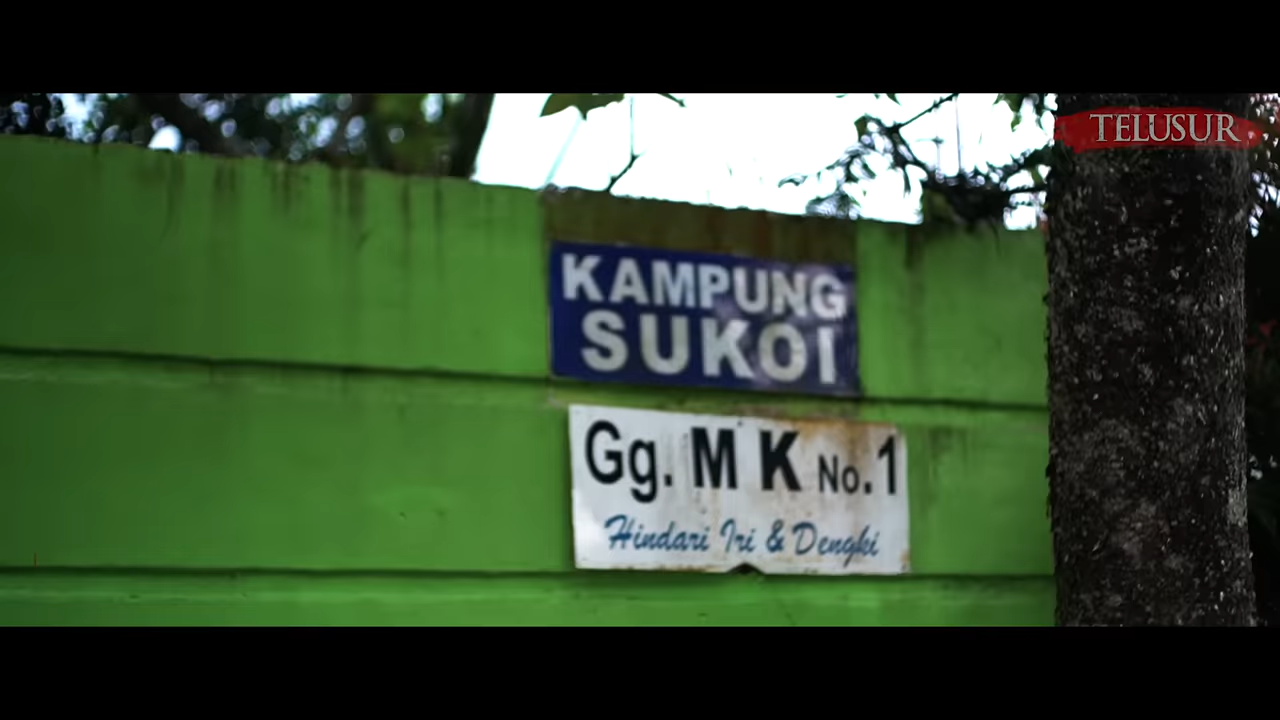 TELUSUR
KAMPUNG
SUKOI
Gg. M K No.1
Hindari Iri & Dengki